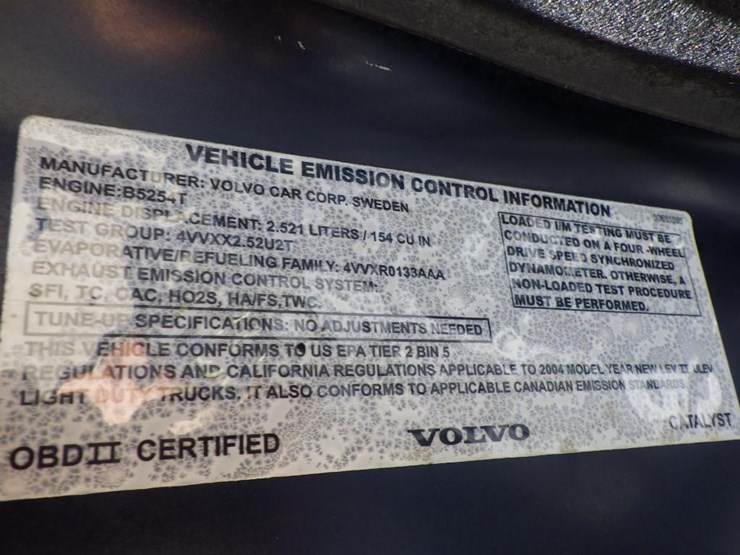 VEHICLE EMISSION CONTROL INFORMATION
MANUFACTURER: VOLVO CAR CORP. SWEDEN
ENGINE: B5254T
ENGINE DISPLACEMENT: 2.521 LITERS / 154 CU IN
TEST GROUP: 4VVXX2.52U2T
EVAPORATIVE/REFUELING FAMILY: 4VVXR0133AAA
EXHAUST EMISSION CONTROL SYSTEM:
SFI, TC, CAC, HO2S, HA/FS, TWC.
LOADED I/M TESTING MUST BE
CONDUCTED ON A FOUR-WHEEL
DRIVE SPEED SYNCHRONIZED
DYNAMOMETER. OTHERWISE, A
NON-LOADED TEST PROCEDURE
MUST BE PERFORMED.
TUNE-UP SPECIFICATIONS: NO ADJUSTMENTS NEEDED
THIS VEHICLE CONFORMS TO US EPA TIER 2 BIN 5
REGULATIONS AND CALIFORNIA REGULATIONS APPLICABLE TO 2004 MODEL YEAR NEW LEV II ULEV
LIGHT DUTY TRUCKS, IT ALSO CONFORMS TO APPLICABLE CANADIAN EMISSION STANDARDS
OBDII CERTIFIED
VOLVO
CATALYST